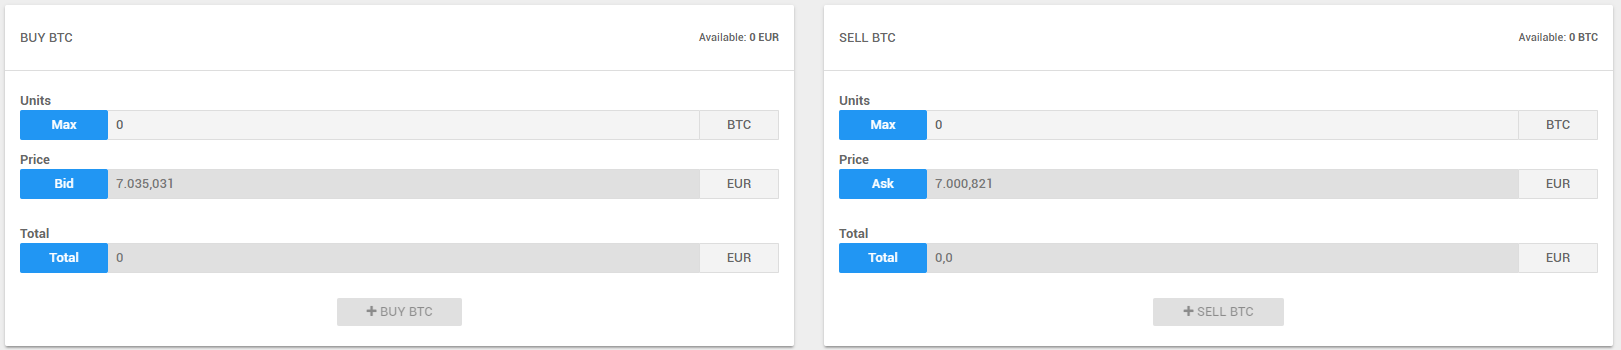 BUY BTC
Available: 0 EUR
Units
Max 0 BTC
Price
Bid 7.035,031 EUR
Total
Total 0 EUR
+ BUY BTC
SELL BTC
Available: 0 BTC
Units
Max 0 BTC
Price
Ask 7.000,821 EUR
Total
Total 0,0 EUR
+ SELL BTC